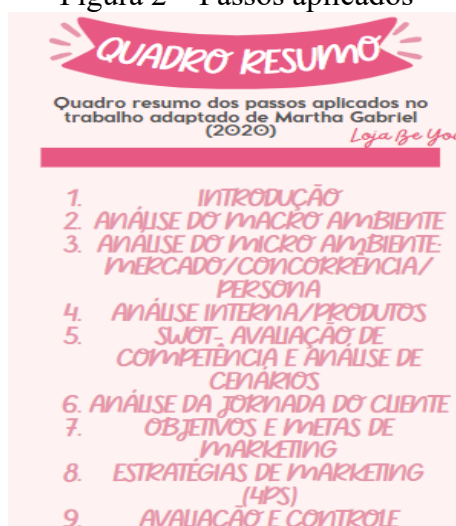 Figura 2 – Passos aplicados
QUADRO RESUMO
Quadro resumo dos passos aplicados no
trabalho adaptado de Martha Gabriel
(2020)
Loja Be You
1. INTRODUÇÃO
2. ANÁLISE DO MACRO AMBIENTE
3. ANÁLISE DO MICRO AMBIENTE:
MERCADO/CONCORRÊNCIA/
PERSONA
4. ANÁLISE INTERNA/PRODUTOS
5. SWOT- AVALIAÇÃO DE
COMPETÊNCIA E ANÁLISE DE
CENÁRIOS
6. ANÁLISE DA JORNADA DO CLIENTE
7. OBJETIVOS E METAS DE
MARKETING
8. ESTRATÉGIAS DE MARKETING
(4PS)
9. AVALIAÇÃO E CONTROLE